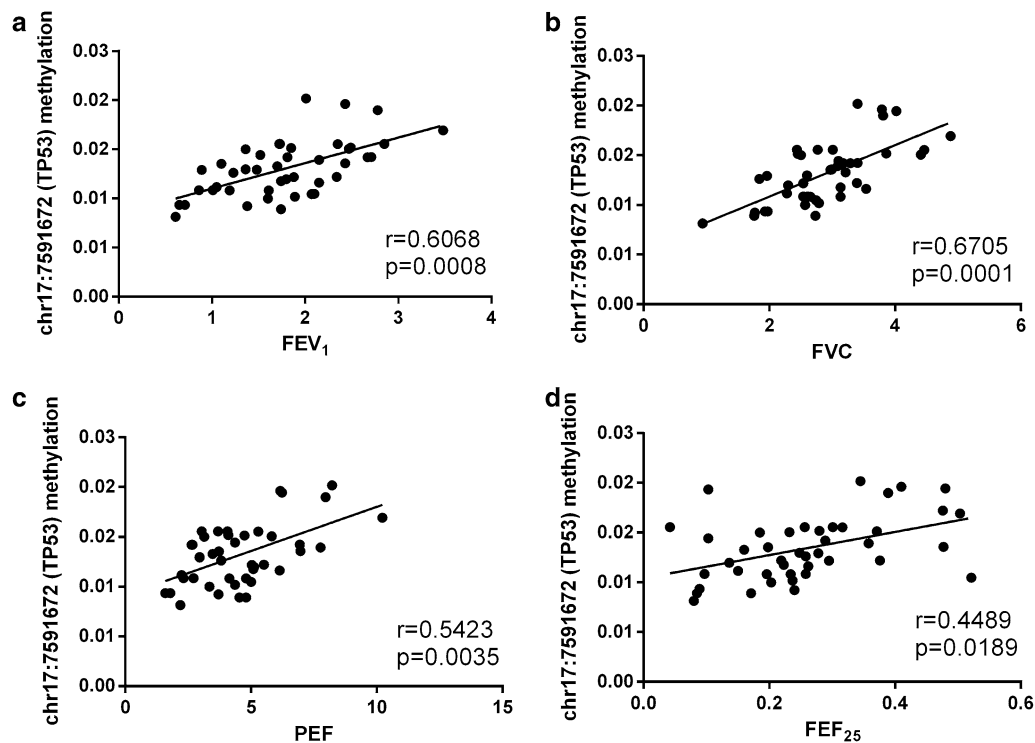 a
chr17:7591672 (TP53) methylation
0.03
0.02
0.02
0.01
0.01
0.00
r=0.6068
p=0.0008
0 1 2 3 4
FEV1
b
chr17:7591672 (TP53) methylation
0.03
0.02
0.02
0.01
0.01
0.00
r=0.6705
p=0.0001
0 2 4 6
FVC
c
chr17:7591672 (TP53) methylation
0.03
0.02
0.02
0.01
0.01
0.00
r=0.5423
p=0.0035
0 5 10 15
PEF
d
chr17:7591672 (TP53) methylation
0.03
0.02
0.02
0.01
0.01
0.00
r=0.4489
p=0.0189
0.0 0.2 0.4 0.6
FEF25